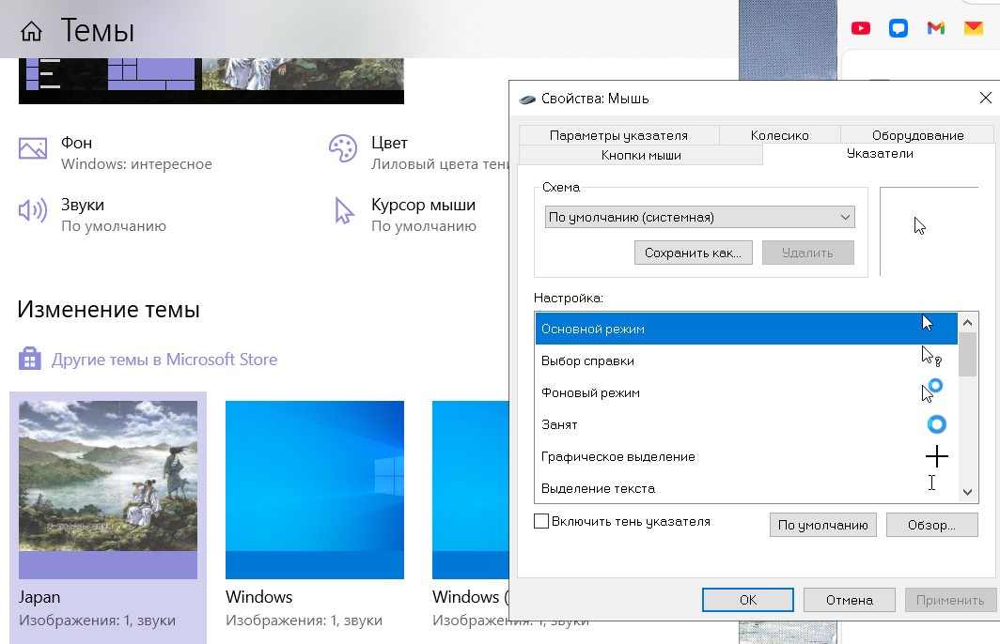 Темы
Фон
Windows: интересное
Цвет
Лиловый цвета тени
Звуки
По умолчанию
Курсор мыши
По умолчанию
Изменение темы
Другие темы в Microsoft Store
Japan
Изображения: 1, звуки
Windows
Изображения: 1, звуки
Windows (
Изображения: 1, звуки
Свойства: Мышь
Параметры указателя
Колесико
Оборудование
Кнопки мыши
Указатели
Схема
По умолчанию (системная)
Сохранить как...
Удалить
Настройка:
Основной режим
Выбор справки
Фоновый режим
Занят
Графическое выделение
Выделение текста
Включить тень указателя
По умолчанию
Обзор...
OK
Отмена
Применить